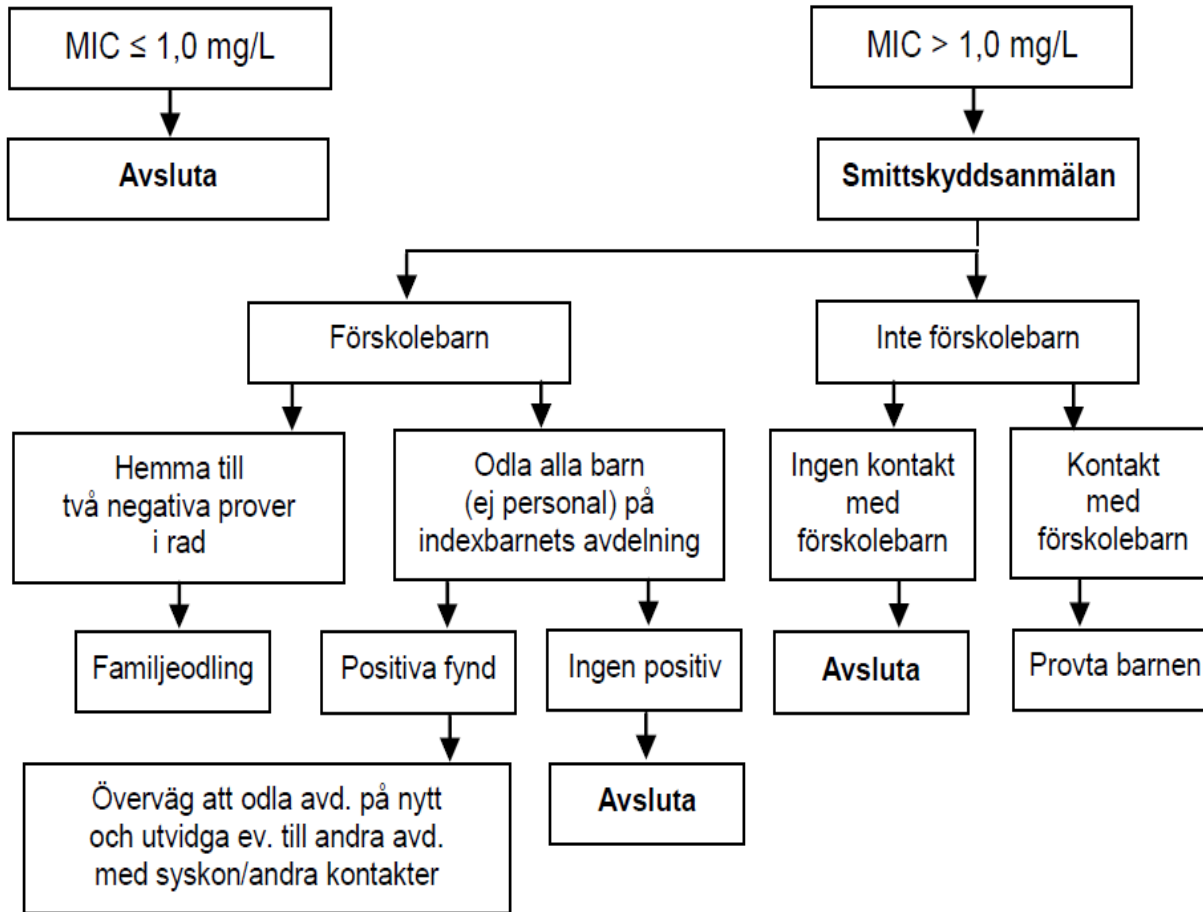 MIC ≤ 1,0 mg/L
MIC > 1,0 mg/L
Avsluta
Smittskyddsanmälan
Förskolebarn
Inte förskolebarn
Hemma till
två negativa prover
i rad
Odla alla barn
(ej personal) på
indexbarnets avdelning
Ingen kontakt
med
förskolebarn
Kontakt
med
förskolebarn
Familjeodling
Positiva fynd
Ingen positiv
Avsluta
Provta barnen
Överväg att odla avd. på nytt
och utvidga ev. till andra avd.
med syskon/andra kontakter
Avsluta